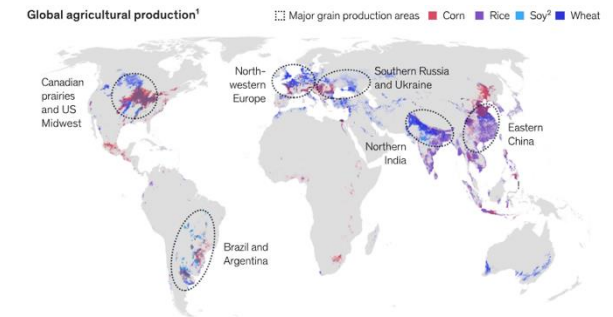 Global agricultural production¹
Major grain production areas
Corn
Rice
Soy²
Wheat
Canadian
prairies
and US
Midwest
North-
western
Europe
Southern Russia
and Ukraine
Northern
India
Eastern
China
Brazil and
Argentina